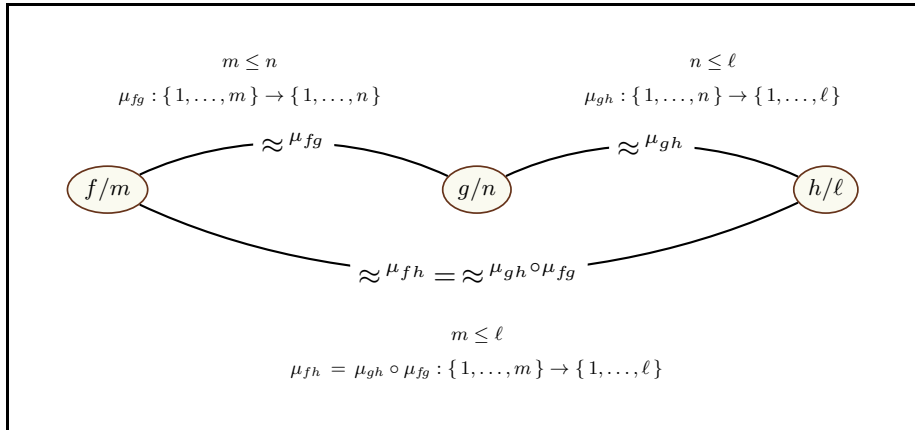 m ≤ n
n ≤ ℓ
μ_{fg} : {1, . . . , m} → {1, . . . , n}
μ_{gh} : {1, . . . , n} → {1, . . . , ℓ}
≈^{μ_{fg}}
≈^{μ_{gh}}
f/m
g/n
h/ℓ
≈^{μ_{fh}} = ≈^{μ_{gh}∘μ_{fg}}
m ≤ ℓ
μ_{fh} = μ_{gh} ∘ μ_{fg} : {1, . . . , m} → {1, . . . , ℓ}